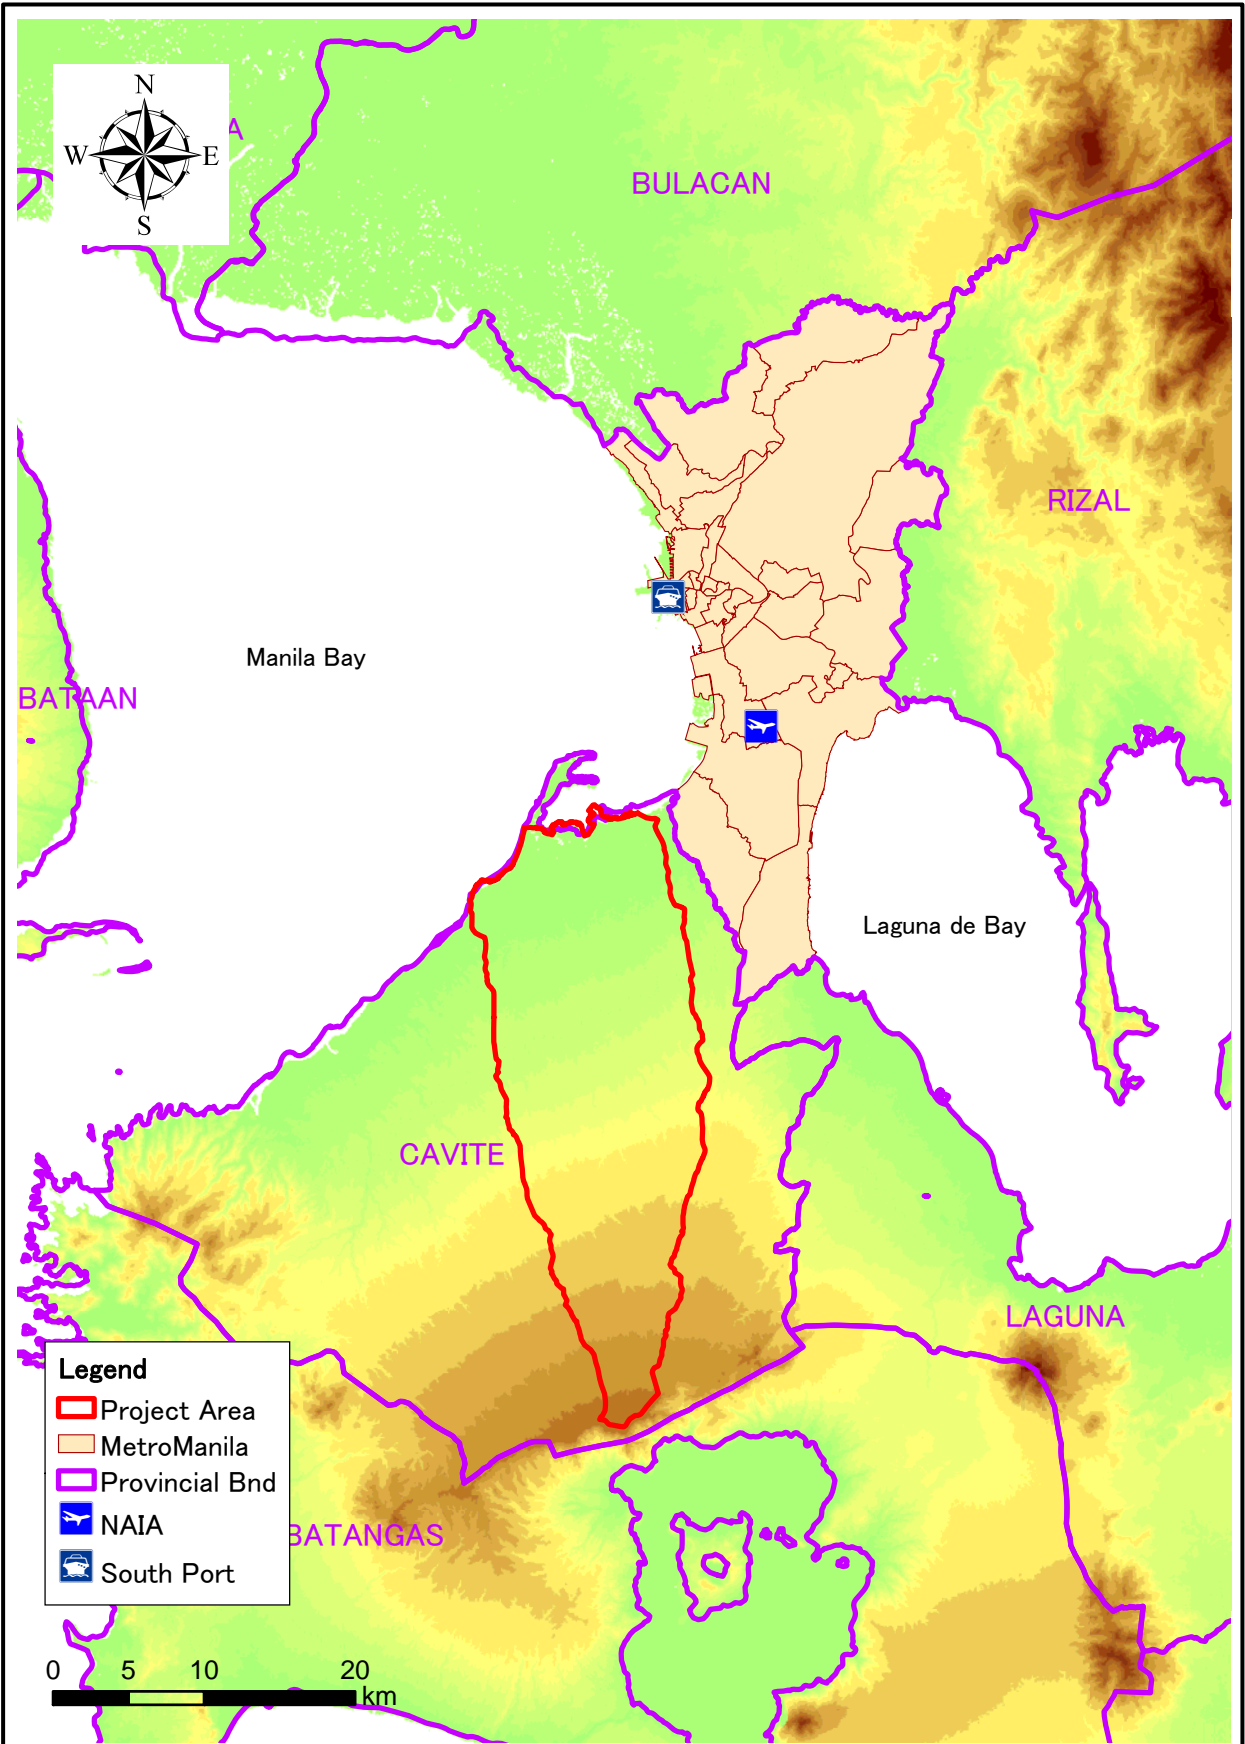 N
W
E
S
A
BULACAN
RIZAL
Manila Bay
BATAAN
Laguna de Bay
CAVITE
LAGUNA
Legend
Project Area
MetroManila
Provincial Bnd
NAIA
South Port
BATANGAS
0 5 10 20
km